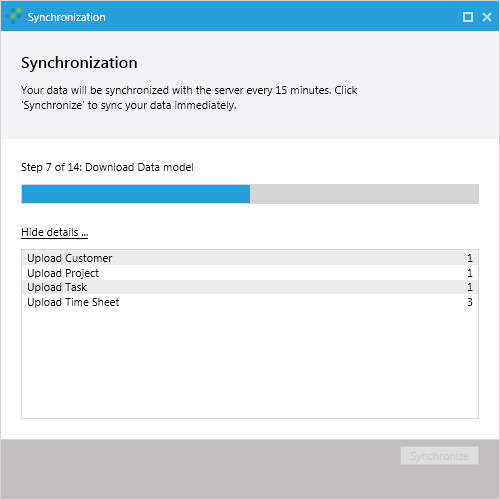 Synchronization
Synchronization
Your data will be synchronized with the server every 15 minutes. Click
'Synchronize' to sync your data immediately.
Step 7 of 14: Download Data model
Hide details ...
Upload Customer 1
Upload Project 1
Upload Task 1
Upload Time Sheet 3
Synchronize